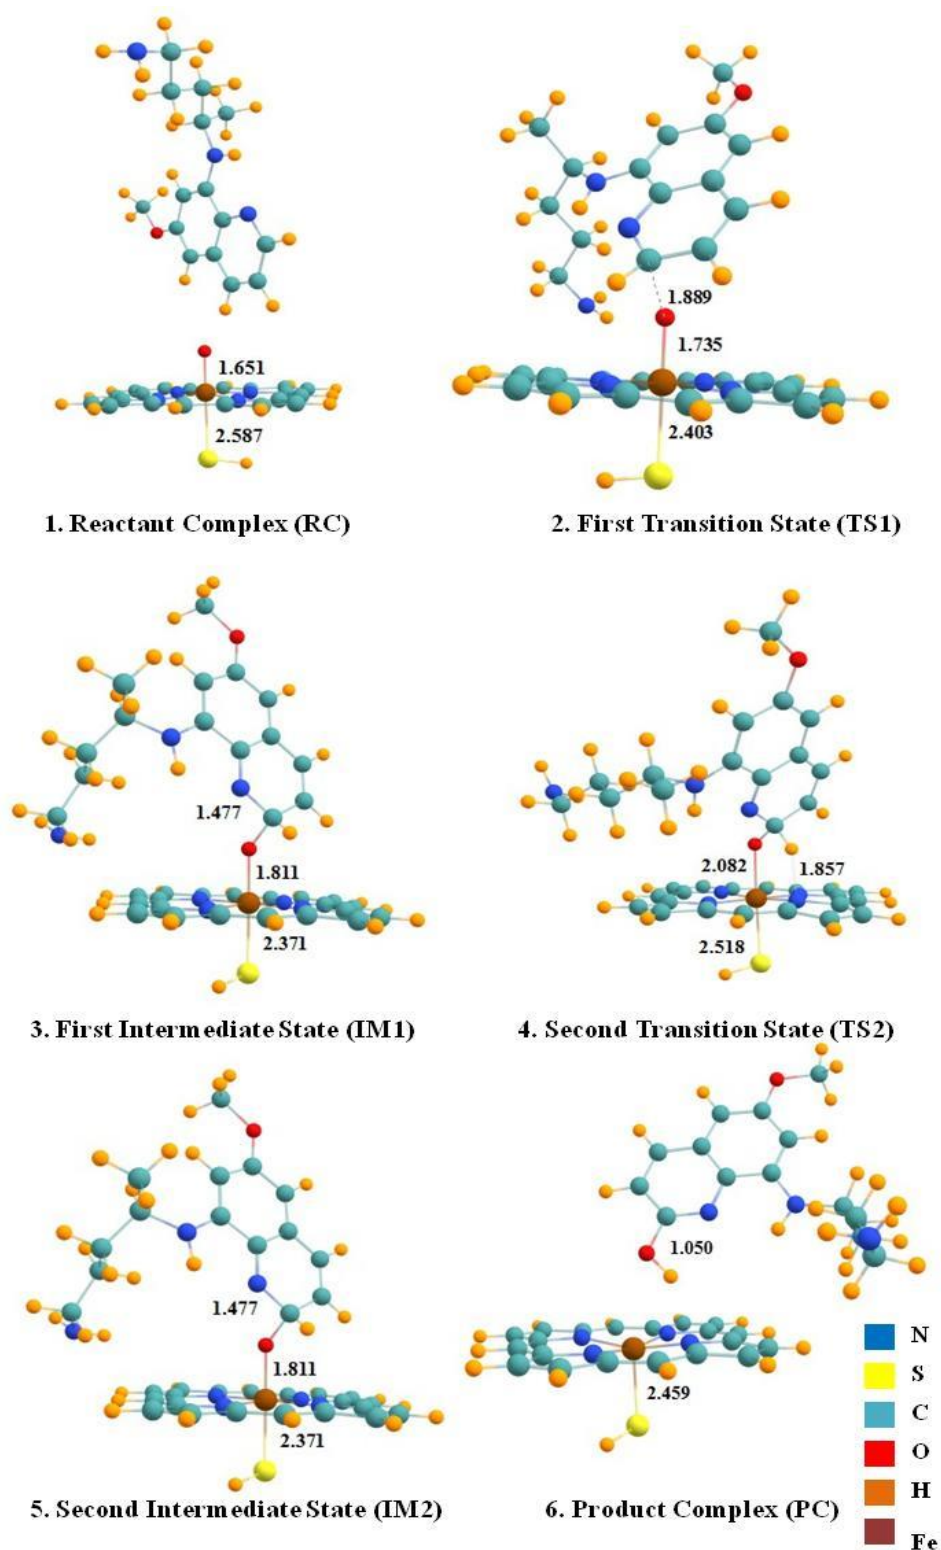 1.889
1.735
1.651
2.587
2.403
1. Reactant Complex (RC)
2. First Transition State (TS1)
1.477
1.811
2.371
2.082
1.857
2.518
3. First Intermediate State (IM1)
4. Second Transition State (TS2)
1.477
1.811
2.371
1.050
2.459
5. Second Intermediate State (IM2)
6. Product Complex (PC)
N
S
C
O
H
Fe